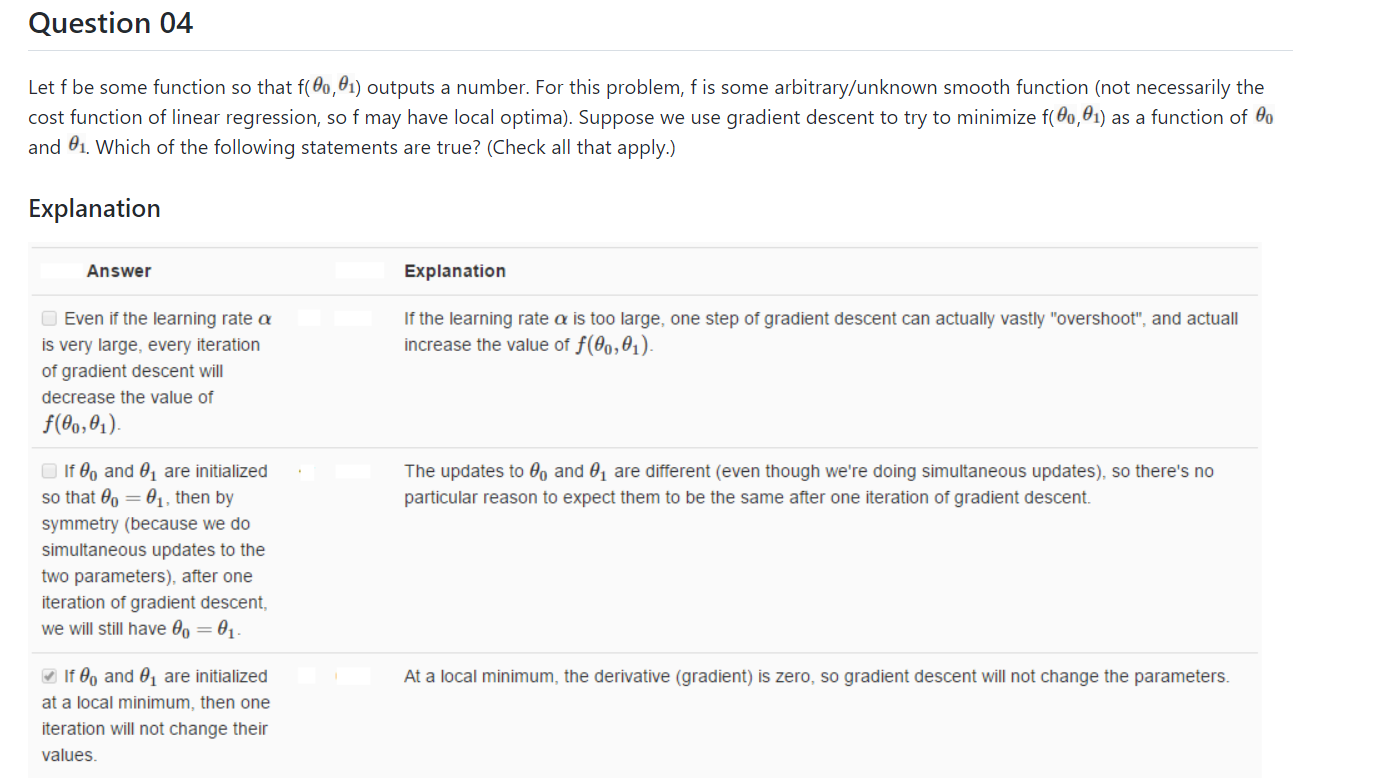 Question 04
Let f be some function so that f(θ₀,θ₁) outputs a number. For this problem, f is some arbitrary/unknown smooth function (not necessarily the
cost function of linear regression, so f may have local optima). Suppose we use gradient descent to try to minimize f(θ₀,θ₁) as a function of θ₀
and θ₁. Which of the following statements are true? (Check all that apply.)
Explanation
Answer
Explanation
Even if the learning rate α
is very large, every iteration
of gradient descent will
decrease the value of
f(θ₀,θ₁).
If the learning rate α is too large, one step of gradient descent can actually vastly "overshoot", and actuall
increase the value of f(θ₀,θ₁).
If θ₀ and θ₁ are initialized
so that θ₀ = θ₁, then by
symmetry (because we do
simultaneous updates to the
two parameters), after one
iteration of gradient descent,
we will still have θ₀ = θ₁.
The updates to θ₀ and θ₁ are different (even though we're doing simultaneous updates), so there's no
particular reason to expect them to be the same after one iteration of gradient descent.
If θ₀ and θ₁ are initialized
at a local minimum, then one
iteration will not change their
values.
At a local minimum, the derivative (gradient) is zero, so gradient descent will not change the parameters.